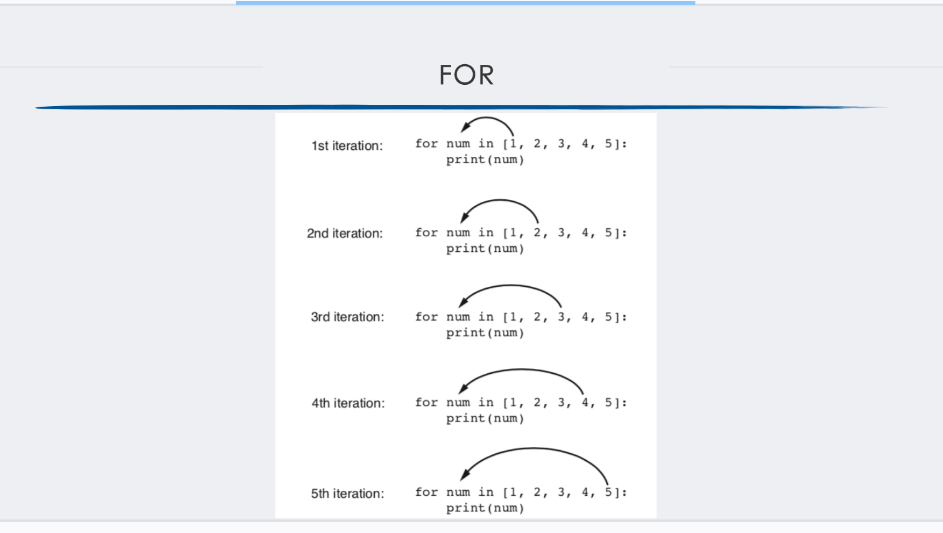 FOR
1st iteration: for num in [1, 2, 3, 4, 5]:
print(num)
2nd iteration: for num in [1, 2, 3, 4, 5]:
print(num)
3rd iteration: for num in [1, 2, 3, 4, 5]:
print(num)
4th iteration: for num in [1, 2, 3, 4, 5]:
print(num)
5th iteration: for num in [1, 2, 3, 4, 5]:
print(num)